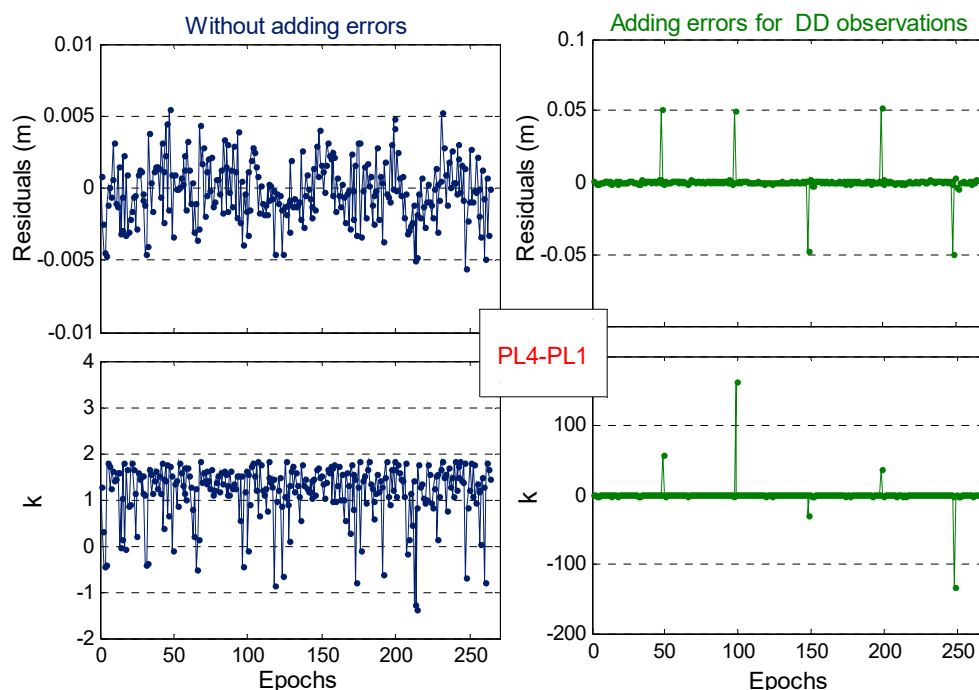 Without adding errors
Adding errors for DD observations
0.01
0.005
0
-0.005
-0.01
Residuals (m)
0.1
0.05
0
-0.05
Residuals (m)
PL4-PL1
4
3
2
1
0
-1
-2
k
0 50 100 150 200 250
Epochs
100
0
-100
-200
k
0 50 100 150 200 250
Epochs